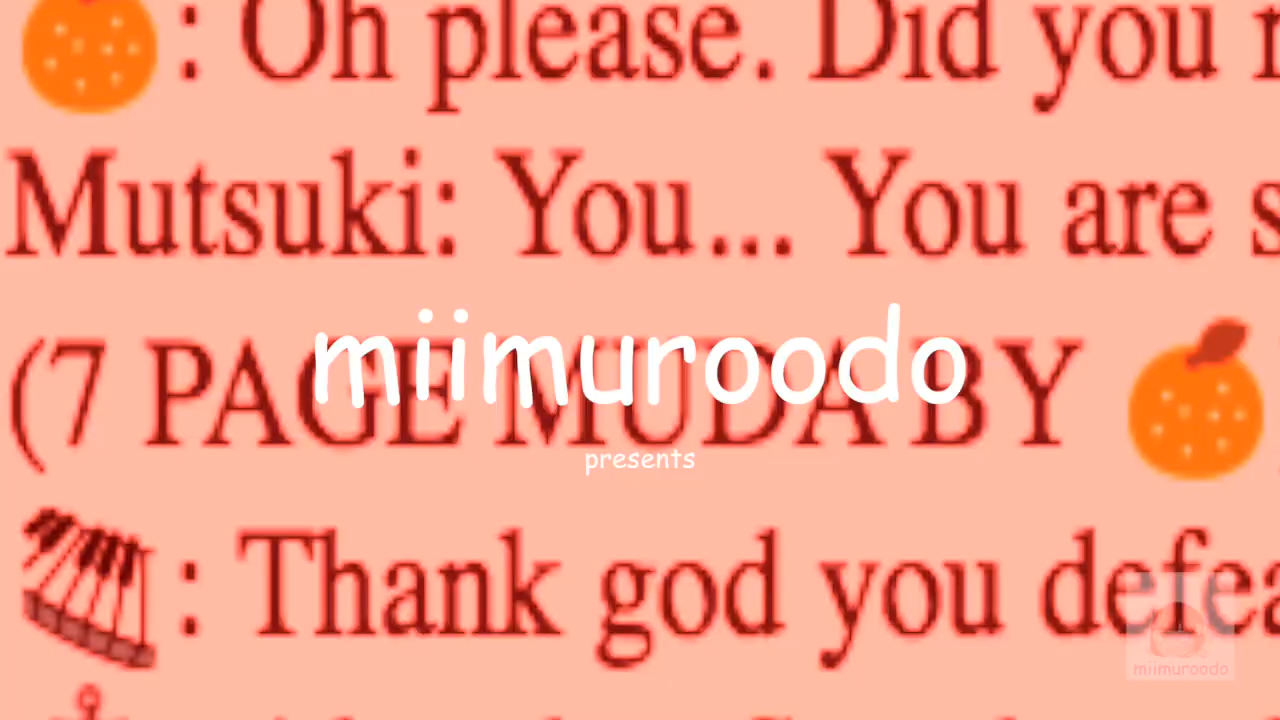 : Oh please. Did you
Mutsuki: You... You are
miimuroodo
(7 PAGE MUDA BY
presents
: Thank god you
miimuroodo